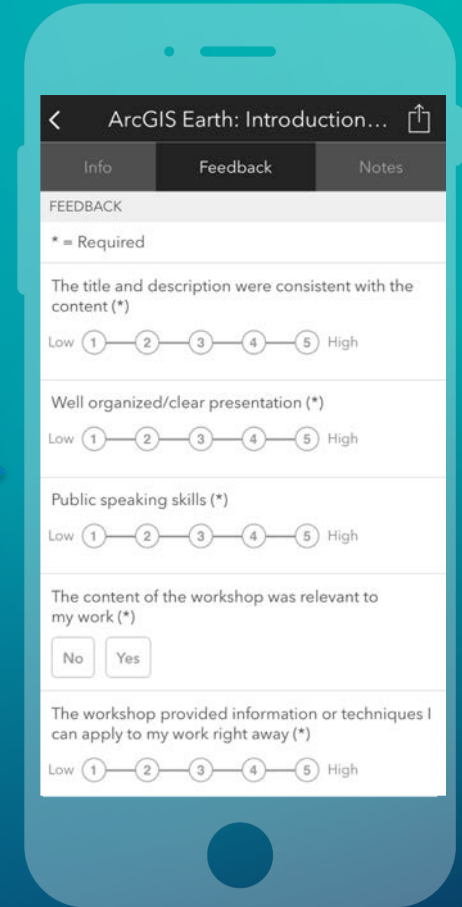 ArcGIS Earth: Introduction...
Info Feedback Notes
FEEDBACK
* = Required
The title and description were consistent with the
content (*)
Low 1 2 3 4 5 High
Well organized/clear presentation (*)
Low 1 2 3 4 5 High
Public speaking skills (*)
Low 1 2 3 4 5 High
The content of the workshop was relevant to
my work (*)
No Yes
The workshop provided information or techniques I
can apply to my work right away (*)
Low 1 2 3 4 5 High